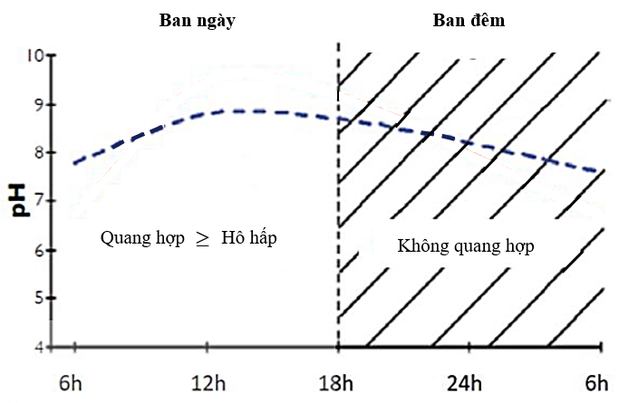 Ban ngày
Ban đêm
10
9
8
7
6
5
4
pH
Quang hợp ≥ Hô hấp
Không quang hợp
6h
12h
18h
24h
6h